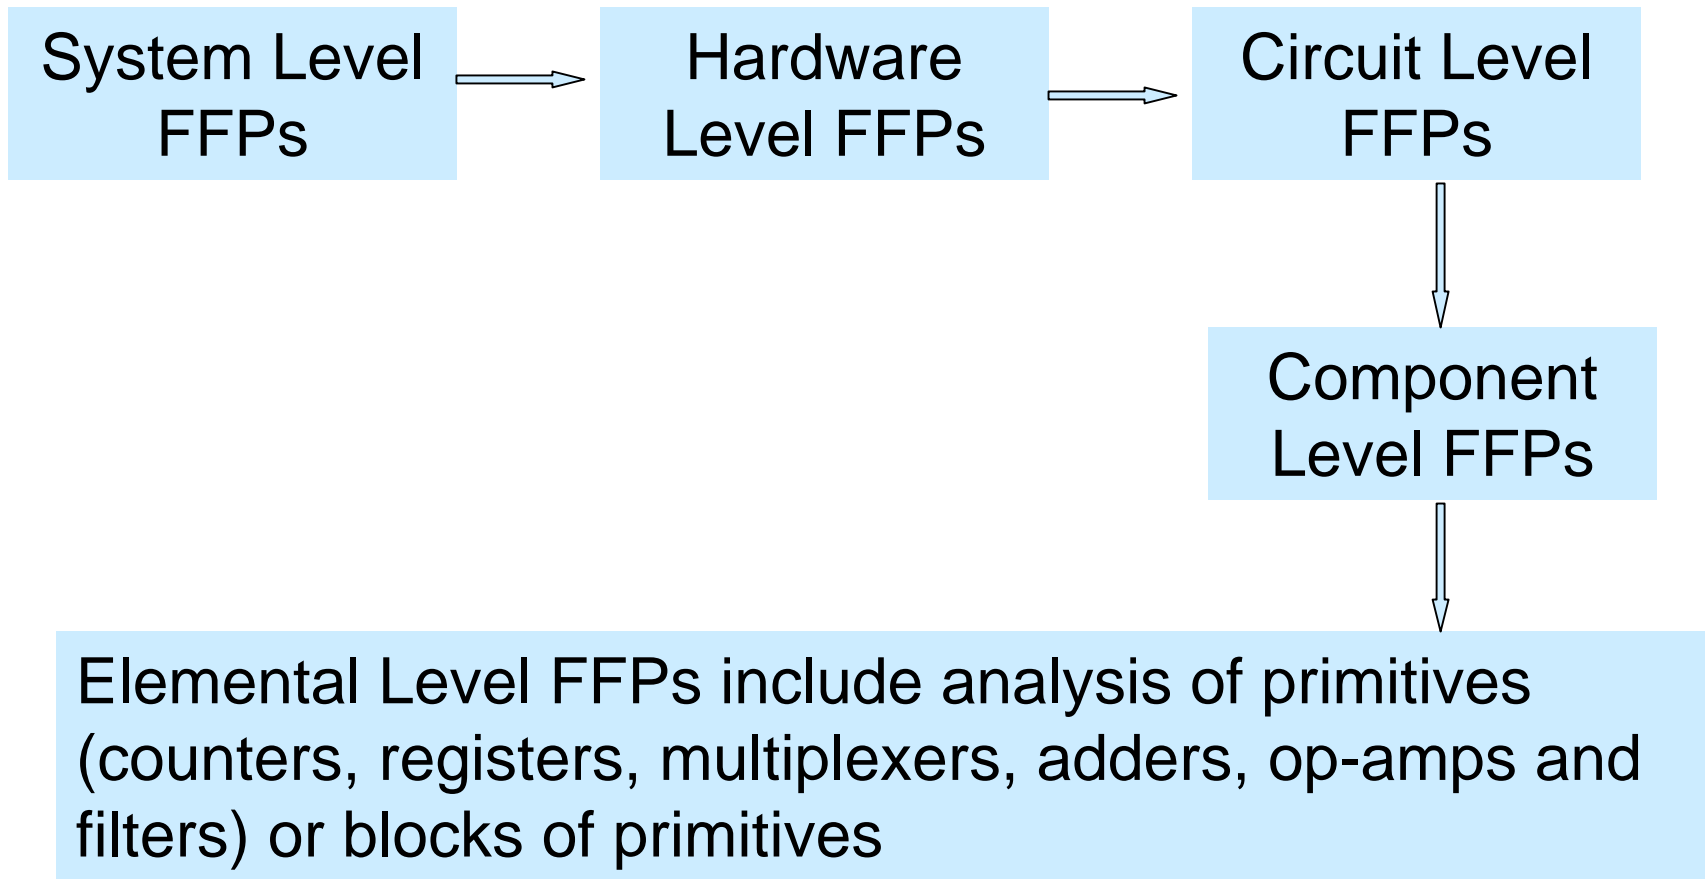 System Level
FFPs
Hardware
Level FFPs
Circuit Level
FFPs
Component
Level FFPs
Elemental Level FFPs include analysis of primitives
(counters, registers, multiplexers, adders, op-amps and
filters) or blocks of primitives